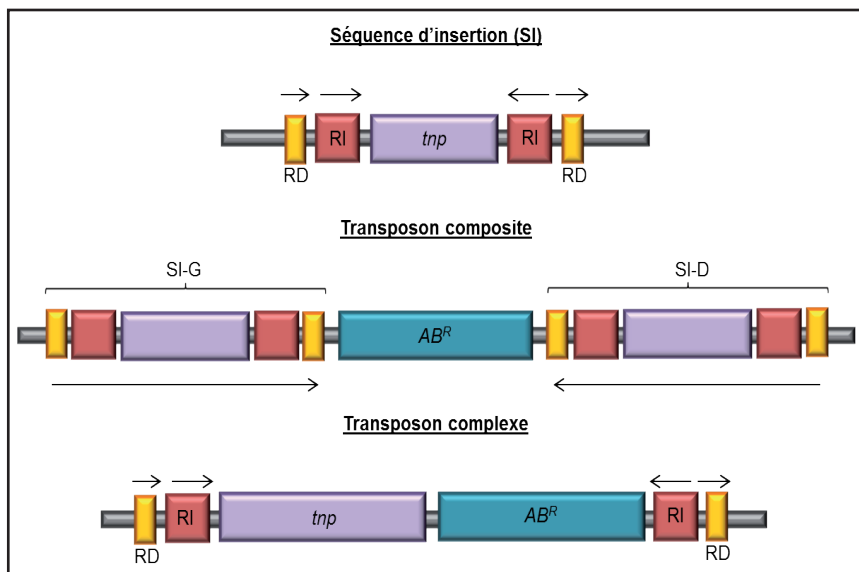 Séquence d'insertion (SI)
RI tnp RI
RD RD
Transposon composite
SI-G SI-D
AB^R
Transposon complexe
RI tnp AB^R RI
RD RD